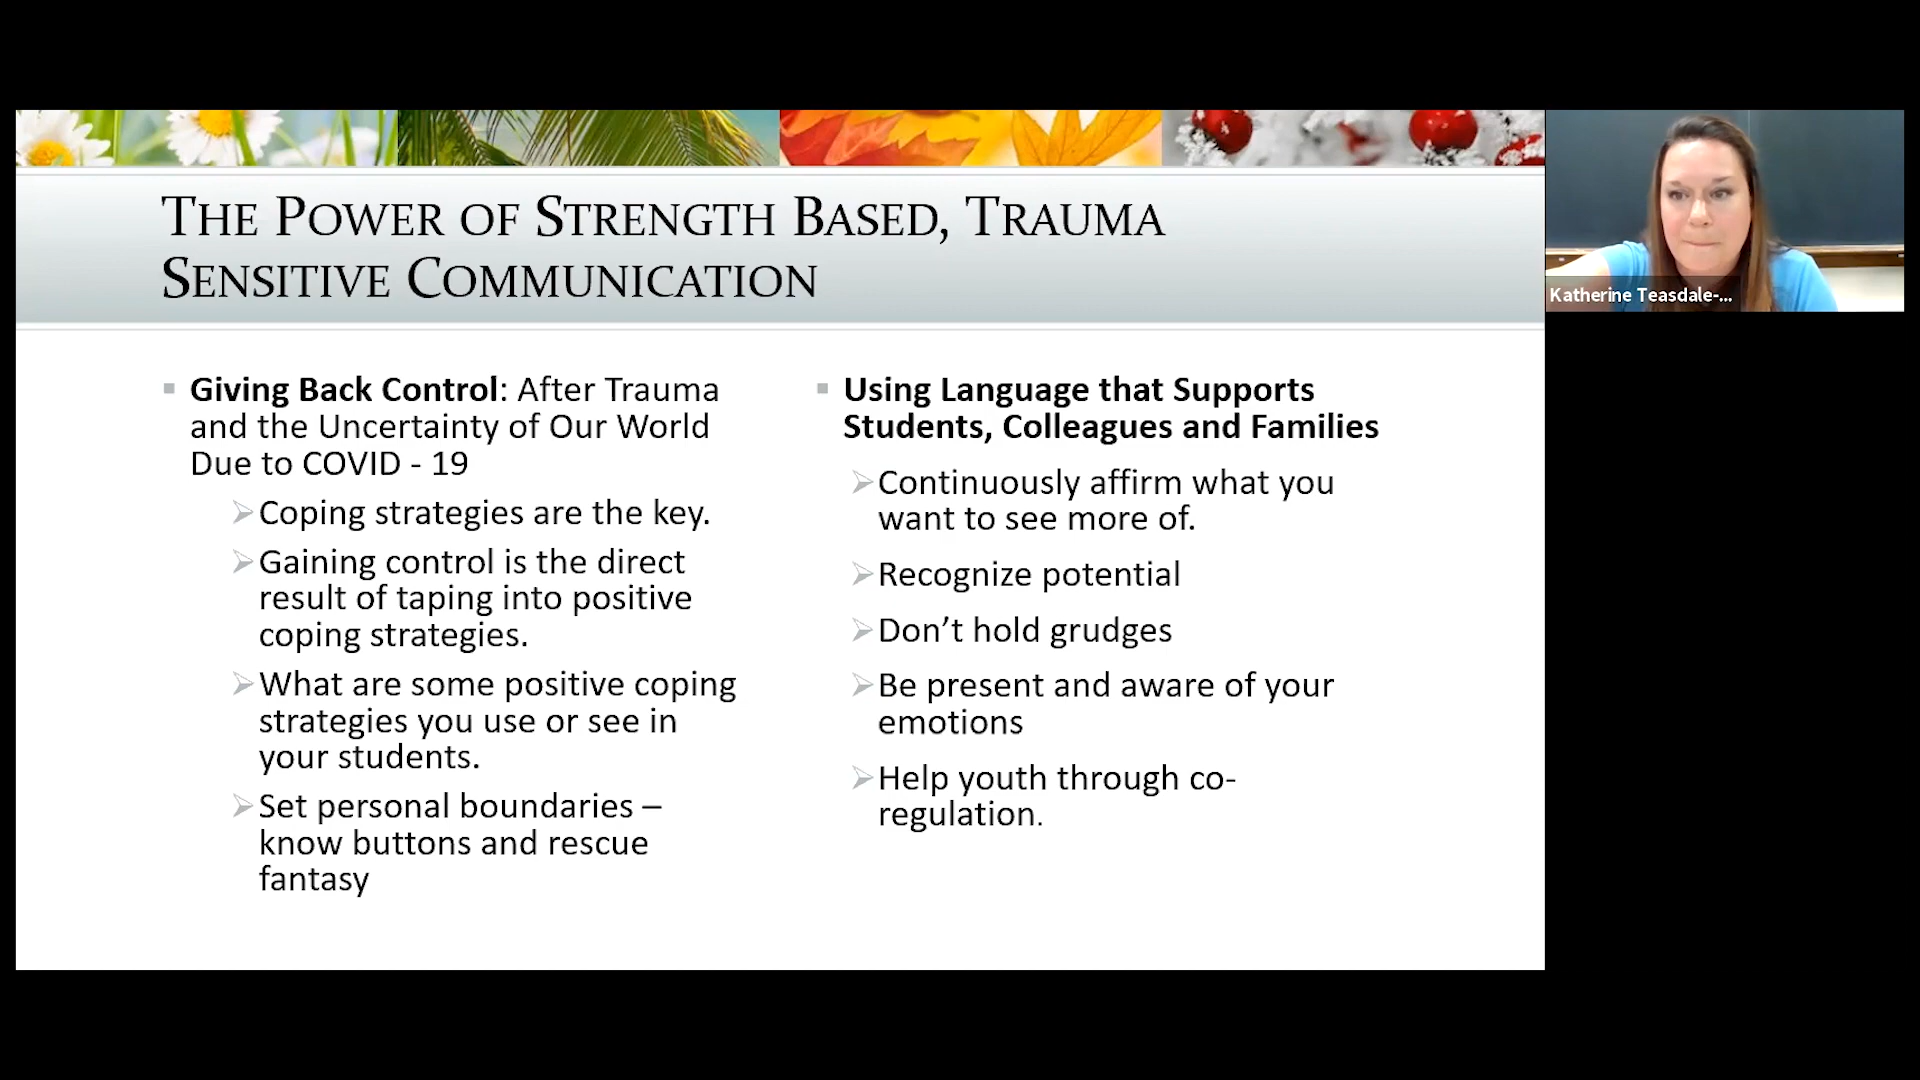 The Power of Strength Based, Trauma
Sensitive Communication
Giving Back Control: After Trauma
and the Uncertainty of Our World
Due to COVID - 19
Coping strategies are the key.
Gaining control is the direct
result of taping into positive
coping strategies.
What are some positive coping
strategies you use or see in
your students.
Set personal boundaries –
know buttons and rescue
fantasy
Using Language that Supports
Students, Colleagues and Families
Continuously affirm what you
want to see more of.
Recognize potential
Don’t hold grudges
Be present and aware of your
emotions
Help youth through co-
regulation.
Katherine Teasdale-...